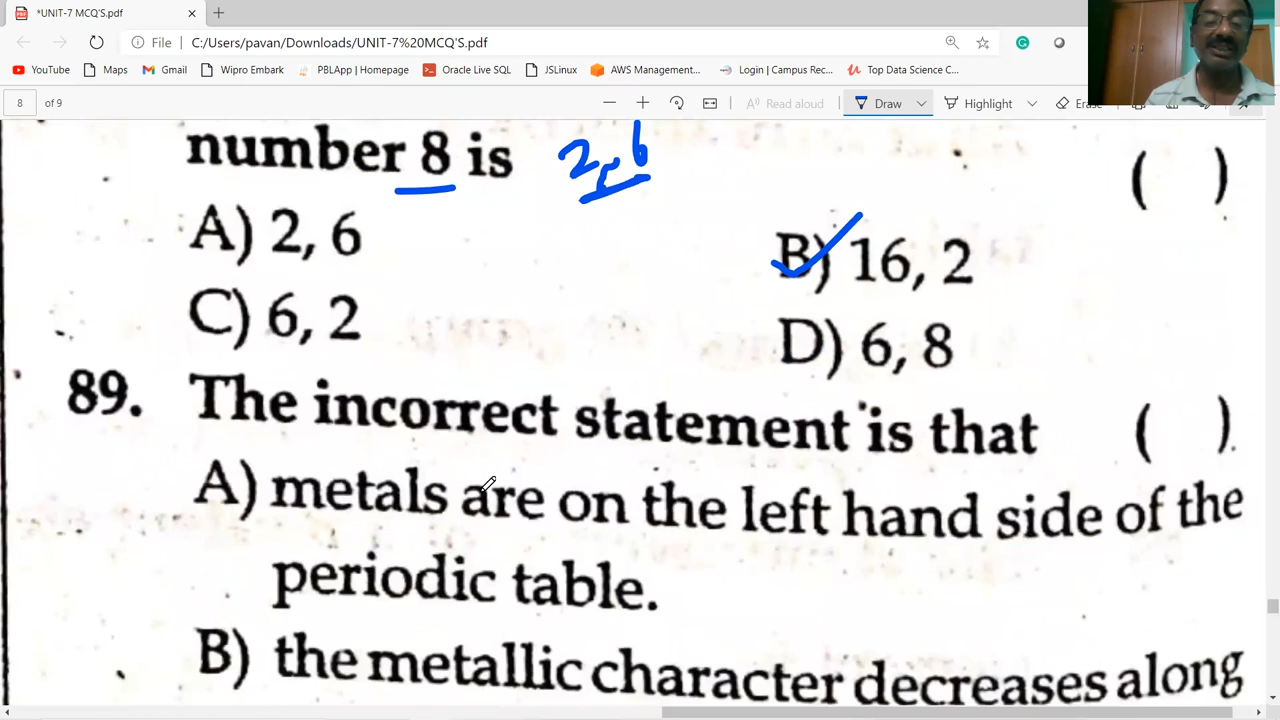 *UNIT-7 MCQ'S.pdf
File C:/Users/pavan/Downloads/UNIT-7%20MCQ'S.pdf
YouTube Maps Gmail Wipro Embark PBLApp | Homepage Oracle Live SQL JSLinux AWS Management... Login | Campus Rec... Top Data Science C...
8 of 9 Read aloud Draw Highlight Erase
number 8 is 2, 6 ( )
A) 2, 6 B) 16, 2
C) 6, 2 D) 6, 8
89. The incorrect statement is that ( )
A) metals are on the left hand side of the
periodic table.
B) the metallic character decreases along